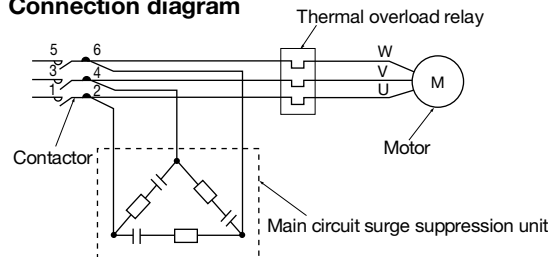 Connection diagram
Thermal overload relay
5 6 W
3 4 V M
1 2 U
Contactor
Motor
Main circuit surge suppression unit